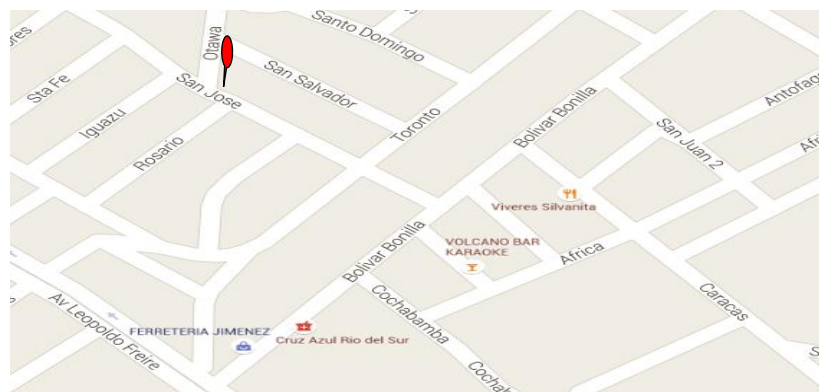 Santo Domingo
Otawa
Sta Fe
San Salvador
San Jose
Iguazu
Toronto
Bolivar Bonilla
Antofag
San Juan 2
Rosario
Viveres Silvanita
Bolivar Bonilla
VOLCANO BAR
KARAOKE
Africa
Caracas
Cochabamba
Av Leopoldo Freire
FERRETERIA JIMENEZ
Cruz Azul Rio del Sur